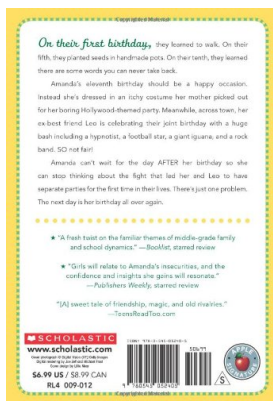 On their first birthday, they learned to walk. On their
fifth, they planted seeds in handmade pots. On their tenth, they learned
there are some words you can never take back.
Amanda's eleventh birthday should be a happy occasion.
Instead she's dressed in an itchy costume her mother picked out
for her boring Hollywood-themed party. Meanwhile, across town, her
ex-best friend Leo is celebrating their joint birthday with a huge
bash including a hypnotist, a football star, a giant iguana, and a rock
band. SO not fair!
Amanda can't wait for the day AFTER her birthday so she
can stop thinking about the fight that led her and Leo to have
separate parties for the first time in their lives. There's just one problem.
The next day is her birthday all over again.
★ "A fresh twist on the familiar themes of middle-grade family
and school dynamics." —Booklist, starred review
★ "Girls will relate to Amanda's insecurities, and the
confidence and insights she gains will resonate."
—Publishers Weekly, starred review
"[A] sweet tale of friendship, magic, and old rivalries."
—TeensReadToo.com
SCHOLASTIC
www.scholastic.com
$6.99 US / $8.99 CAN
RL4 009-012
S